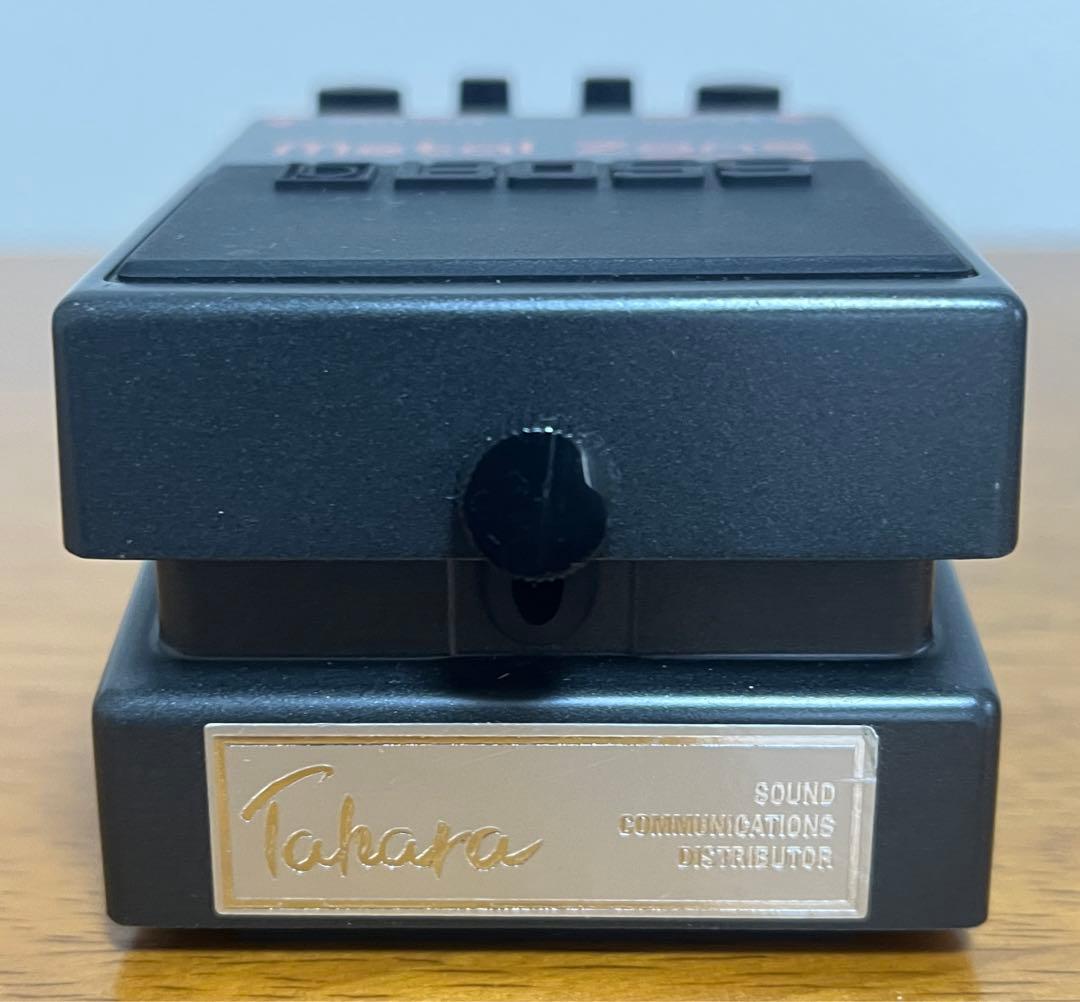 Metal Zone
BOSS
Takara
SOUND
COMMUNICATIONS
DISTRIBUTOR